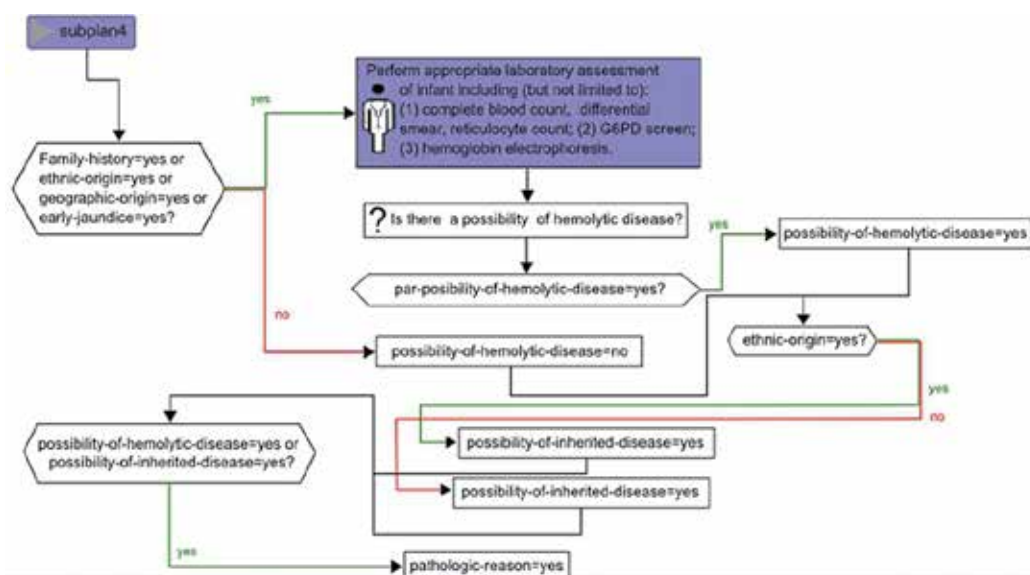 subplan4
Perform appropriate laboratory assessment
of infant including (but not limited to):
(1) complete blood count, differential
smear, reticulocyte count; (2) G6PD screen;
(3) hemoglobin electrophoresis.
yes
Family-history=yes or
ethnic-origin=yes or
geographic-origin=yes or
early-jaundice=yes?
? Is there a possibility of hemolytic disease?
yes
possibility-of-hemolytic-disease=yes
par-posibility-of-hemolytic-disease=yes?
no
ethnic-origin=yes?
possibility-of-hemolytic-disease=no
yes
no
possibility-of-hemolytic-disease=yes or
possibility-of-inherited-disease=yes?
possibility-of-inherited-disease=yes
possibility-of-inherited-disease=yes
yes
pathologic-reason=yes